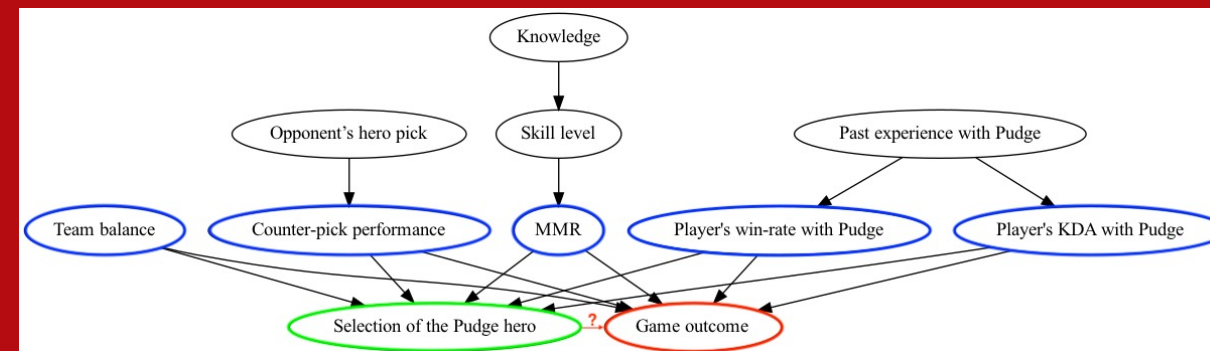 Knowledge
Opponent's hero pick
Skill level
Past experience with Pudge
Team balance
Counter-pick performance
MMR
Player's win-rate with Pudge
Player's KDA with Pudge
Selection of the Pudge hero
?
Game outcome